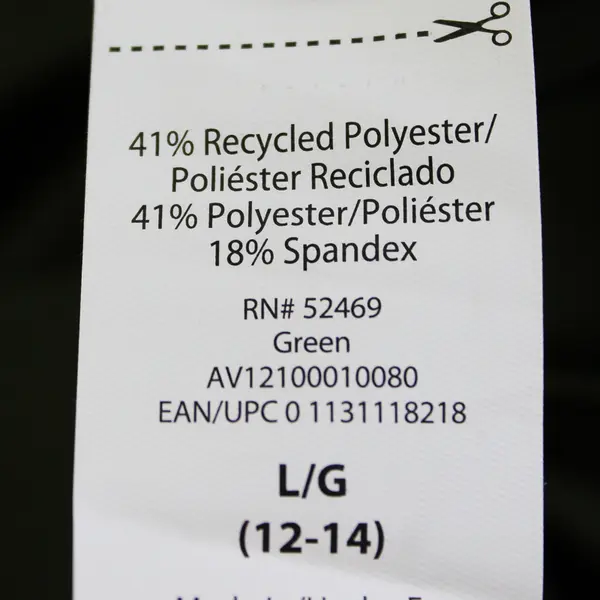 41% Recycled Polyester/
Poliéster Reciclado
41% Polyester/Poliéster
18% Spandex
RN# 52469
Green
AV12100010080
EAN/UPC 0 1131118218
L/G
(12-14)